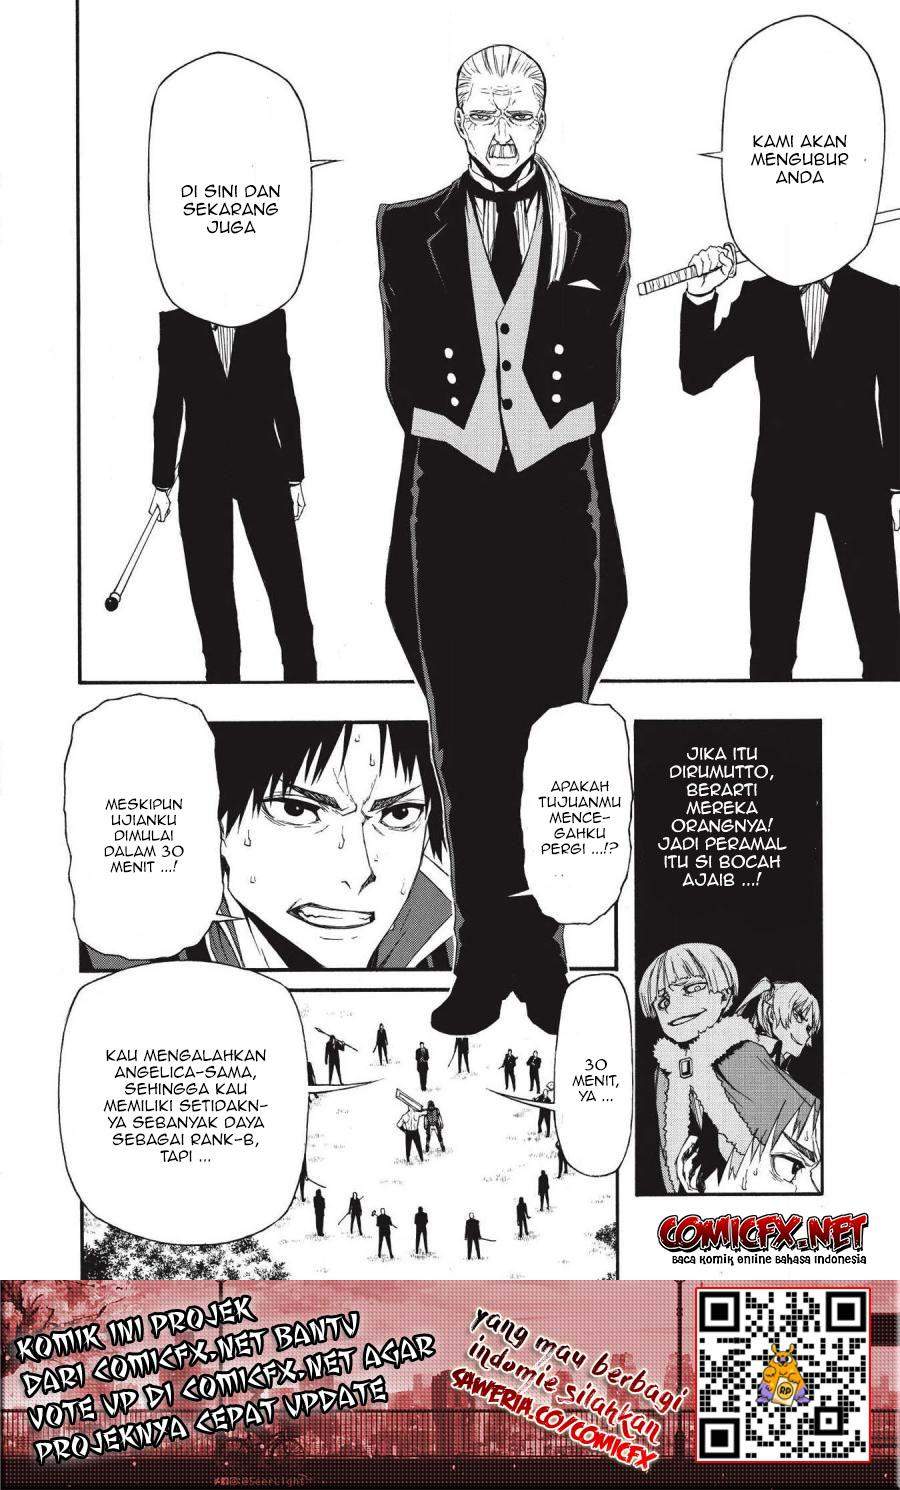 KAMI AKAN
MENGUBUR
ANDA
DI SINI DAN
SEKARANG
JUGA
JIKA ITU
DIRUMUTTO,
BERARTI
MEREKA
ORANGNYA!
JADI PERAMAL
ITU SI BOCAH
AJAIB ...!
APAKAH
TUJUANMU
MENCE-
GAHKU
PERGI ...!?
MESKIPUN
UJIANKU
DIMULAI
DALAM 30
MENIT ...!
30
MENIT,
YA ...
KAU MENGALAHKAN
ANGELICA-SAMA,
SEHINGGA KAU
MEMILIKI SETIDAKN-
YA SEBANYAK DAYA
SEBAGAI RANK-B,
TAPI ...
COMICFX.NET
BACA KOMIK ONLINE BAHASA INDONESIA
KOMIK INI PROJEK
DARI COMICFX.NET BANTU
VOTE UP DI COMICFX.NET AGAR
PROJEKNYA CEPAT UPDATE
yang mau berbagi
indomie silahkan
SAWERIA.CO/COMICFX
RP